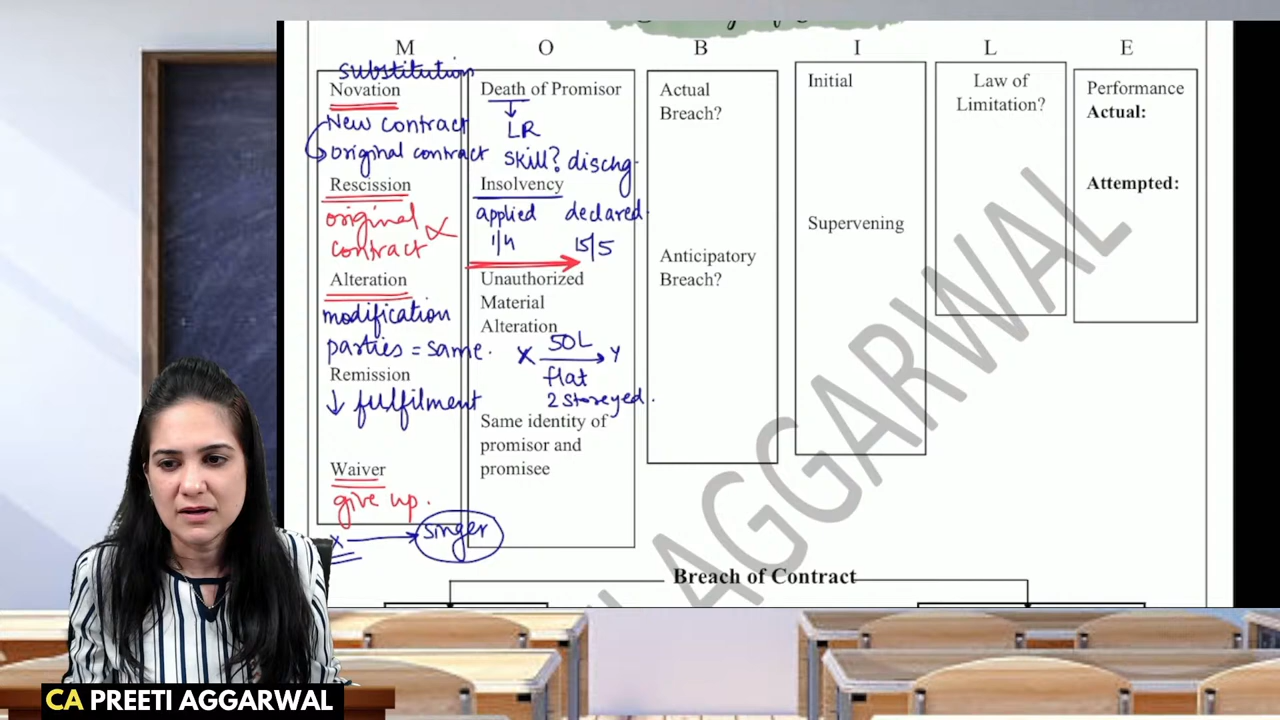 M
O
B
I
L
E
substitution
Novation
New contract
original contract
Rescission
original
contract
Alteration
modification
parties = same.
Remission
↓ fulfilment
Waiver
give up.
X → singer
Death of Promisor
↓
LR
skill? dischg.
Insolvency
applied declared.
1/4 15/5
Unauthorized
Material
Alteration
X 50L → Y
flat
2 storeyed.
Same identity of
promisor and
promisee
Actual
Breach?
Anticipatory
Breach?
Initial
Supervening
Law of
Limitation?
Performance
Actual:
Attempted:
AGGARWAL
Breach of Contract
CA PREETI AGGARWAL